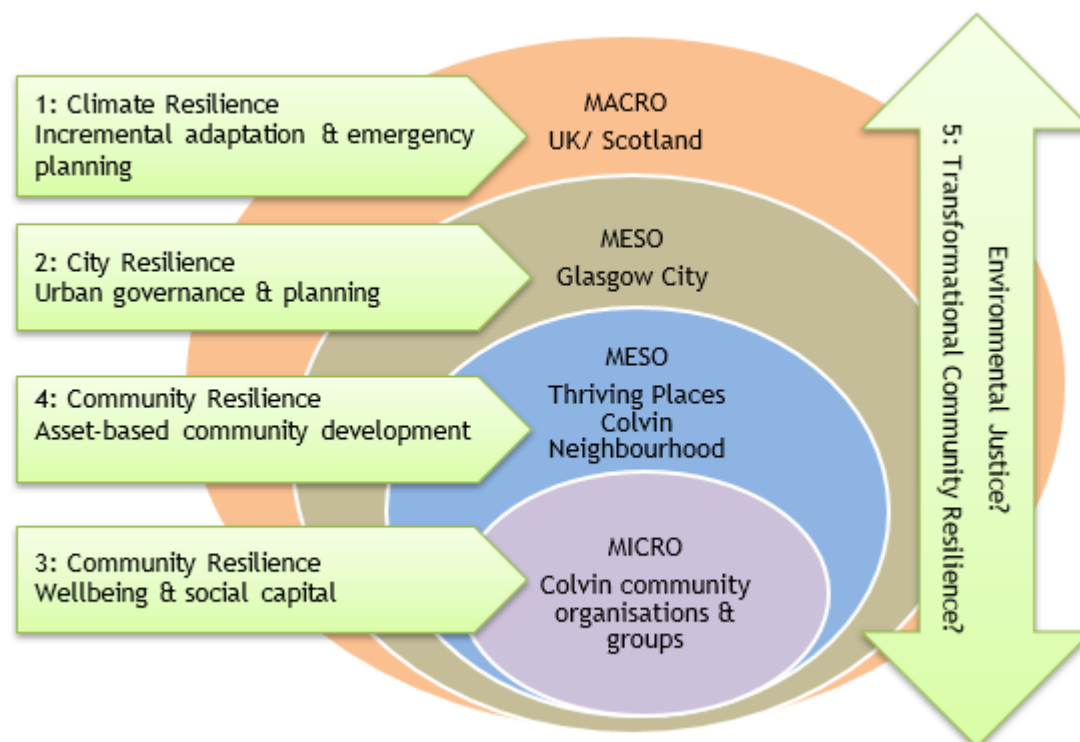 1: Climate Resilience
Incremental adaptation & emergency
planning
MACRO
UK/ Scotland
2: City Resilience
Urban governance & planning
MESO
Glasgow City
4: Community Resilience
Asset-based community development
MESO
Thriving Places
Colvin
Neighbourhood
3: Community Resilience
Wellbeing & social capital
MICRO
Colvin community
organisations &
groups
Environmental Justice?
5: Transformational Community Resilience?